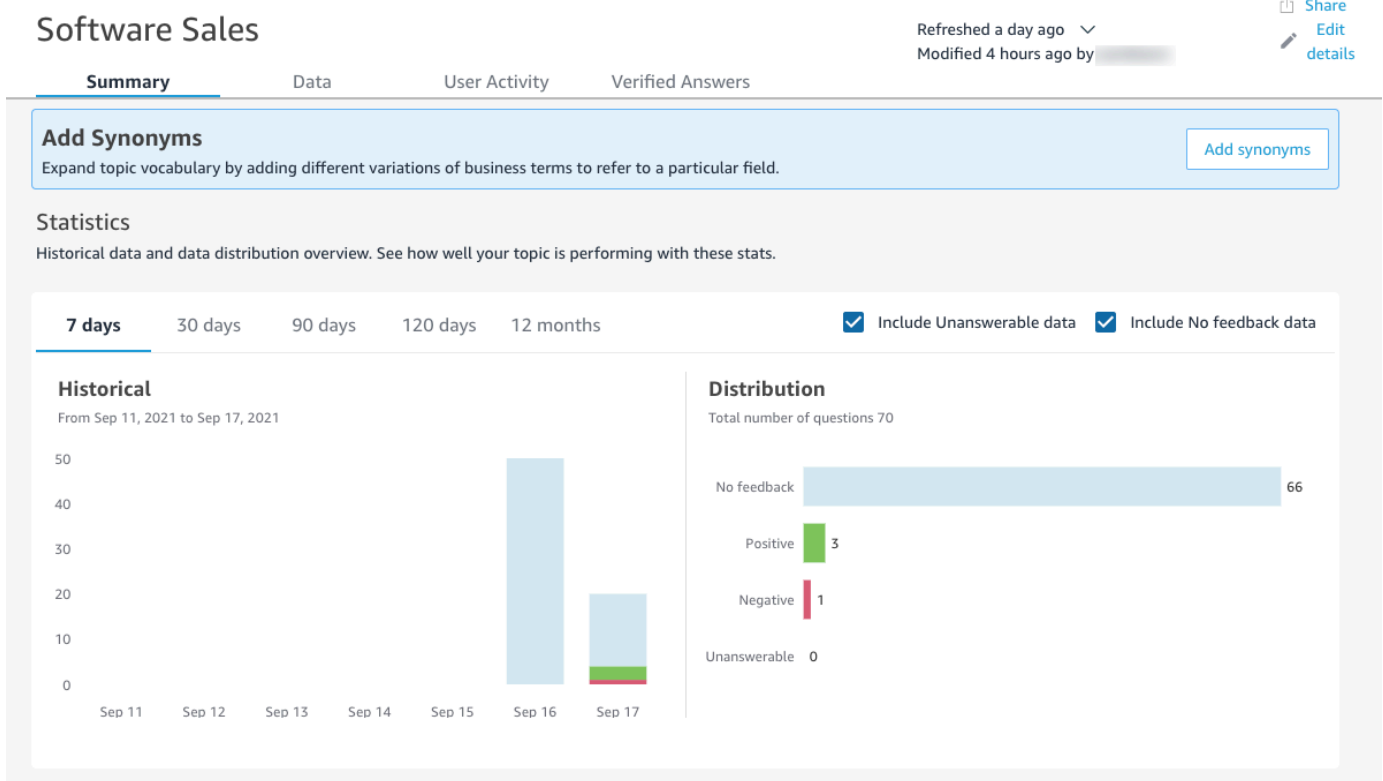 Software Sales
Refreshed a day ago
Modified 4 hours ago by
Share
Edit
details
Summary
Data
User Activity
Verified Answers
Add Synonyms
Expand topic vocabulary by adding different variations of business terms to refer to a particular field.
Add synonyms
Statistics
Historical data and data distribution overview. See how well your topic is performing with these stats.
7 days
30 days
90 days
120 days
12 months
Include Unanswerable data
Include No feedback data
Historical
From Sep 11, 2021 to Sep 17, 2021
50
40
30
20
10
0
Sep 11
Sep 12
Sep 13
Sep 14
Sep 15
Sep 16
Sep 17
Distribution
Total number of questions 70
No feedback 66
Positive 3
Negative 1
Unanswerable 0